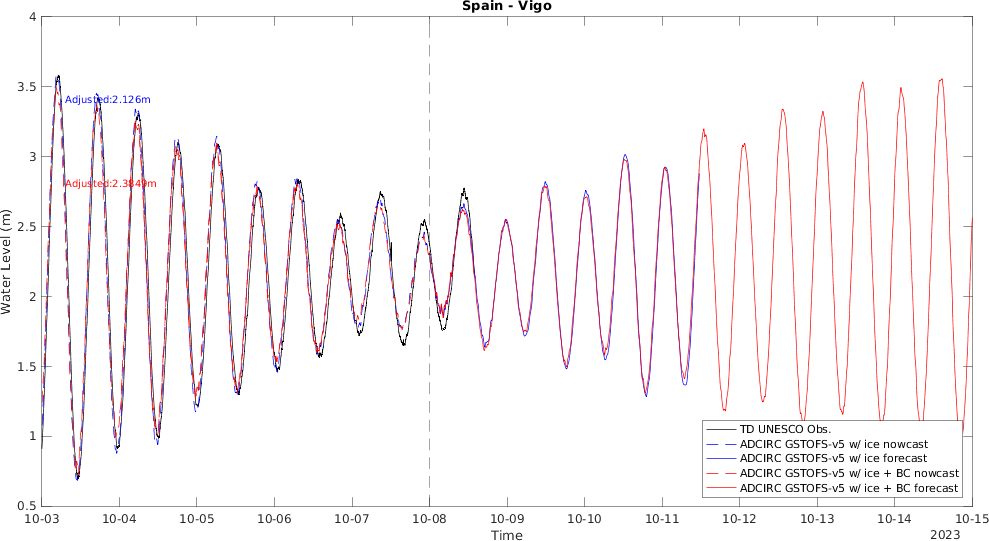 Spain - Vigo
4
3.5
3
2.5
2
1.5
1
0.5
Water Level (m)
Adjusted:2.126m
Adjusted:2.3849m
TD UNESCO Obs.
ADCIRC GSTOFS-v5 w/ ice nowcast
ADCIRC GSTOFS-v5 w/ ice forecast
ADCIRC GSTOFS-v5 w/ ice + BC nowcast
ADCIRC GSTOFS-v5 w/ ice + BC forecast
10-03 10-04 10-05 10-06 10-07 10-08 10-09 10-10 10-11 10-12 10-13 10-14 10-15
Time
2023